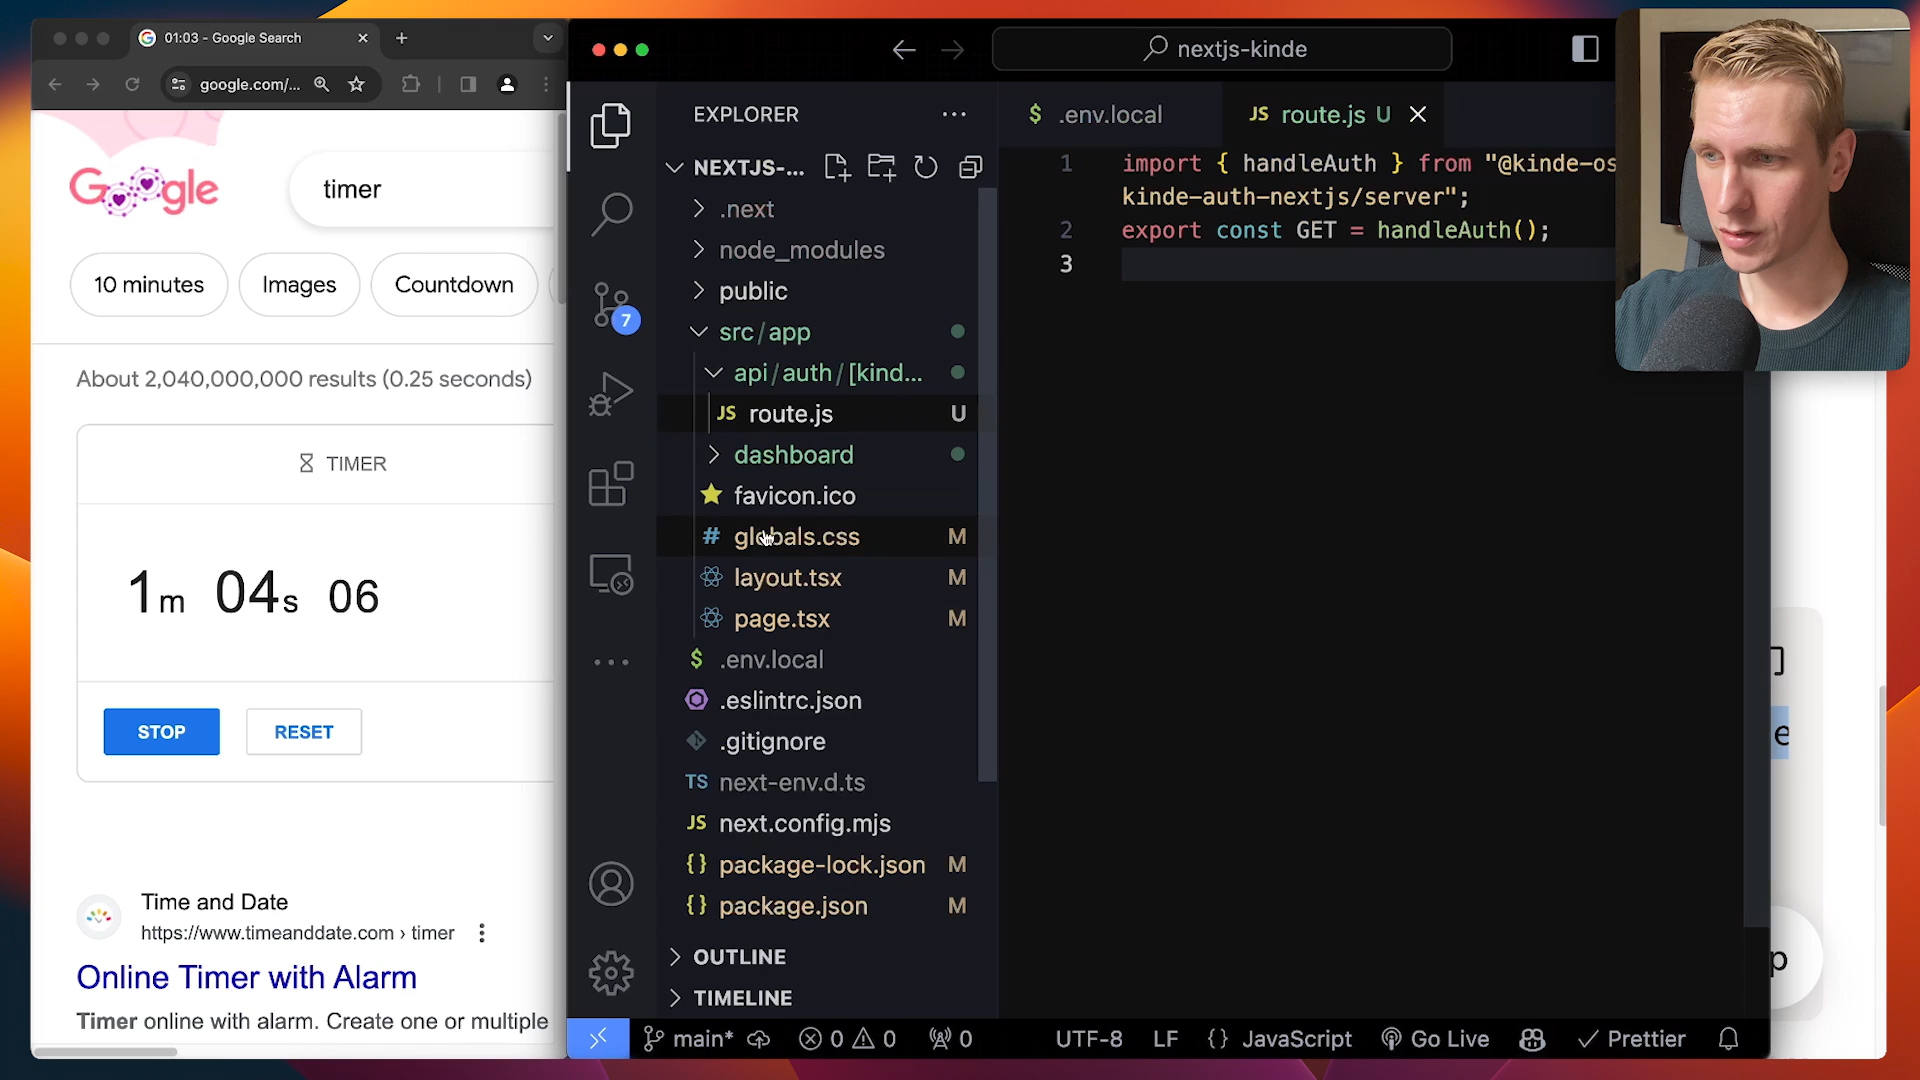 01:03 - Google Search
google.com/...
Google
timer
10 minutes
Images
Countdown
About 2,040,000,000 results (0.25 seconds)
TIMER
1m 04s 06
STOP
RESET
Time and Date
https://www.timeanddate.com › timer
Online Timer with Alarm
Timer online with alarm. Create one or multiple
nextjs-kinde
EXPLORER
NEXTJS-...
.next
node_modules
public
src/app
api/auth/[kind...
JS route.js U
dashboard
favicon.ico
# globals.css M
layout.tsx M
page.tsx M
$ .env.local
.eslintrc.json
.gitignore
TS next-env.d.ts
JS next.config.mjs
{} package-lock.json M
{} package.json M
OUTLINE
TIMELINE
7
$ .env.local
JS route.js U
1 import { handleAuth } from "@kinde-os
kinde-auth-nextjs/server";
2 export const GET = handleAuth();
3
e
p
main*
0
0
0
UTF-8
LF
{} JavaScript
Go Live
Prettier